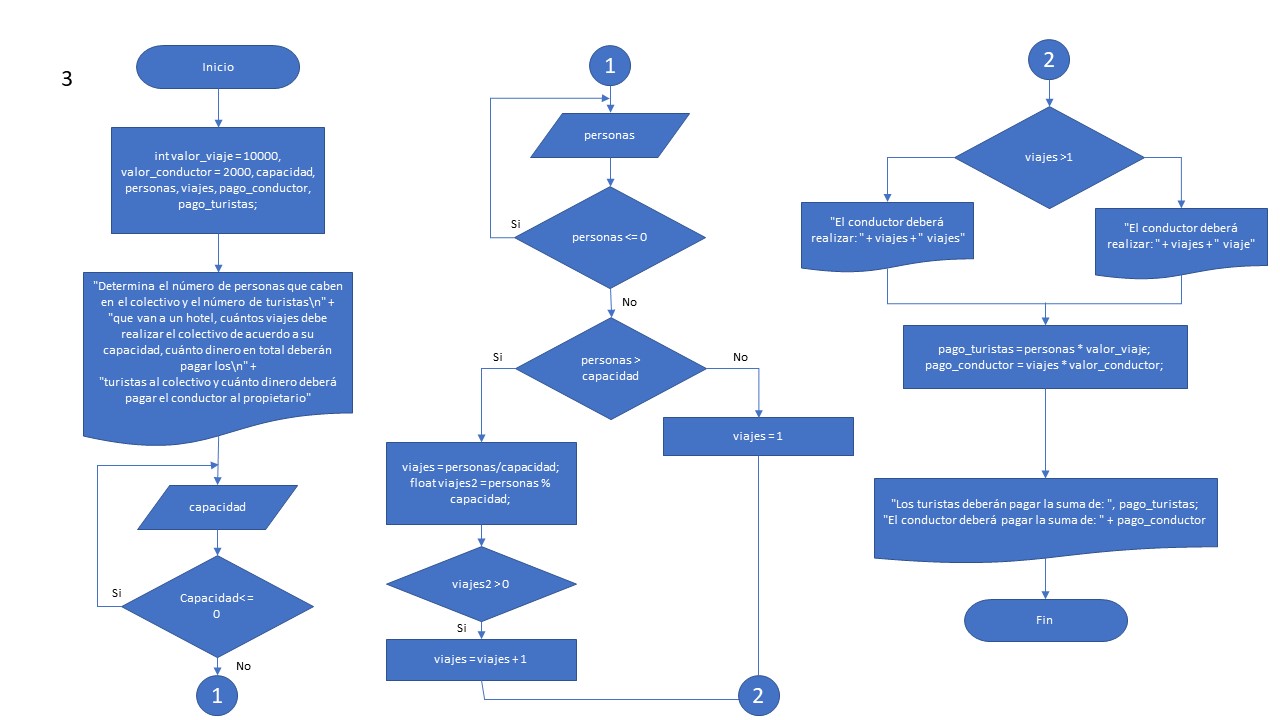 3
Inicio
int valor_viaje = 10000,
valor_conductor = 2000, capacidad,
personas, viajes, pago_conductor,
pago_turistas;
"Determina el número de personas que caben
en el colectivo y el número de turistas\n" +
"que van a un hotel, cuántos viajes debe
realizar el colectivo de acuerdo a su
capacidad, cuánto dinero en total deberán
pagar los\n" +
"turistas al colectivo y cuánto dinero deberá
pagar el conductor al propietario"
capacidad
Si
Capacidad<=
0
No
1
1
personas
Si
personas <= 0
No
Si
personas >
capacidad
No
viajes = 1
viajes = personas/capacidad;
float viajes2 = personas %
capacidad;
viajes2 > 0
Si
viajes = viajes + 1
2
2
viajes >1
"El conductor deberá
realizar: " + viajes + " viajes"
"El conductor deberá
realizar: " + viajes + " viaje"
pago_turistas = personas * valor_viaje;
pago_conductor = viajes * valor_conductor;
"Los turistas deberán pagar la suma de: ", pago_turistas;
"El conductor deberá pagar la suma de: " + pago_conductor
Fin